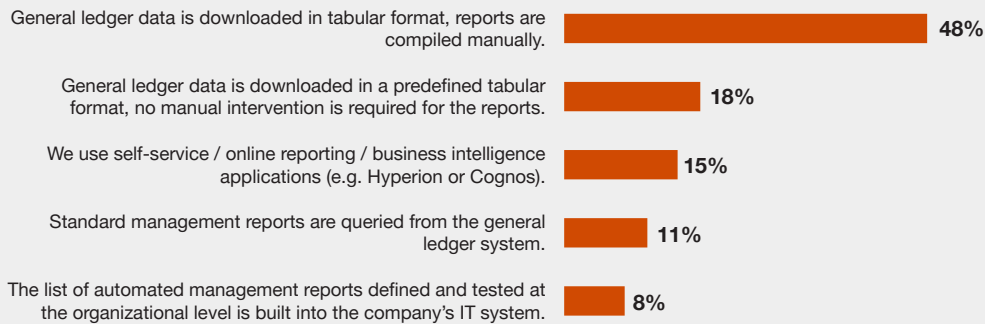 General ledger data is downloaded in tabular format, reports are
compiled manually.
48%
General ledger data is downloaded in a predefined tabular
format, no manual intervention is required for the reports.
18%
We use self-service / online reporting / business intelligence
applications (e.g. Hyperion or Cognos).
15%
Standard management reports are queried from the general
ledger system.
11%
The list of automated management reports defined and tested at
the organizational level is built into the company's IT system.
8%